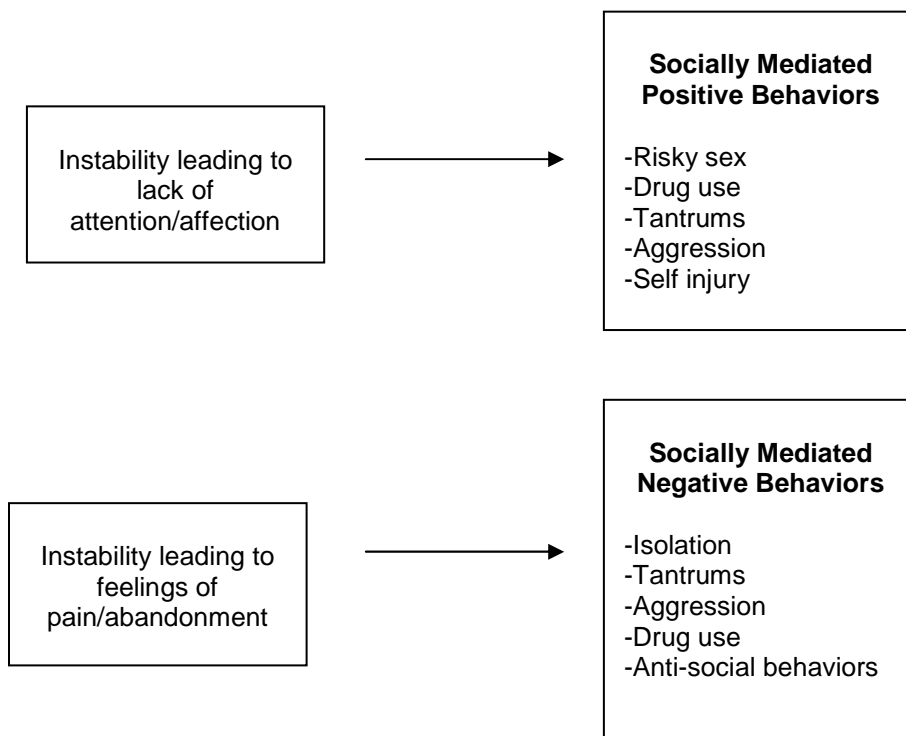 Instability leading to
lack of
attention/affection
Socially Mediated
Positive Behaviors
-Risky sex
-Drug use
-Tantrums
-Aggression
-Self injury
Instability leading to
feelings of
pain/abandonment
Socially Mediated
Negative Behaviors
-Isolation
-Tantrums
-Aggression
-Drug use
-Anti-social behaviors